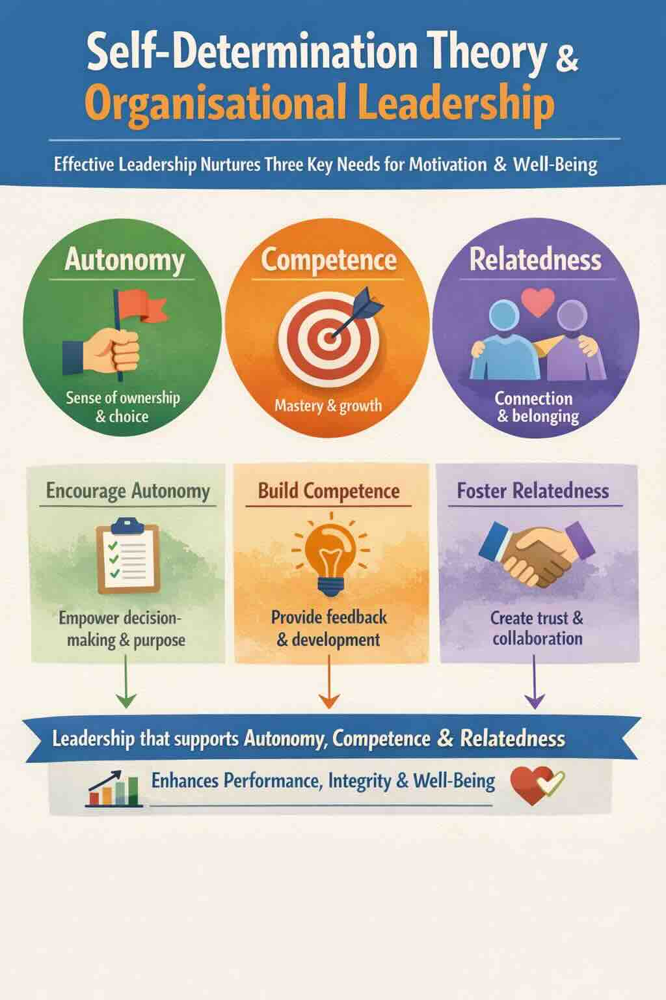 Self-Determination Theory &
Organisational Leadership
Effective Leadership Nurtures Three Key Needs for Motivation & Well-Being
Autonomy
Sense of ownership
& choice
Competence
Mastery & growth
Relatedness
Connection
& belonging
Encourage Autonomy
Empower decision-
making & purpose
Build Competence
Provide feedback
& development
Foster Relatedness
Create trust &
collaboration
Leadership that supports Autonomy, Competence & Relatedness
Enhances Performance, Integrity & Well-Being